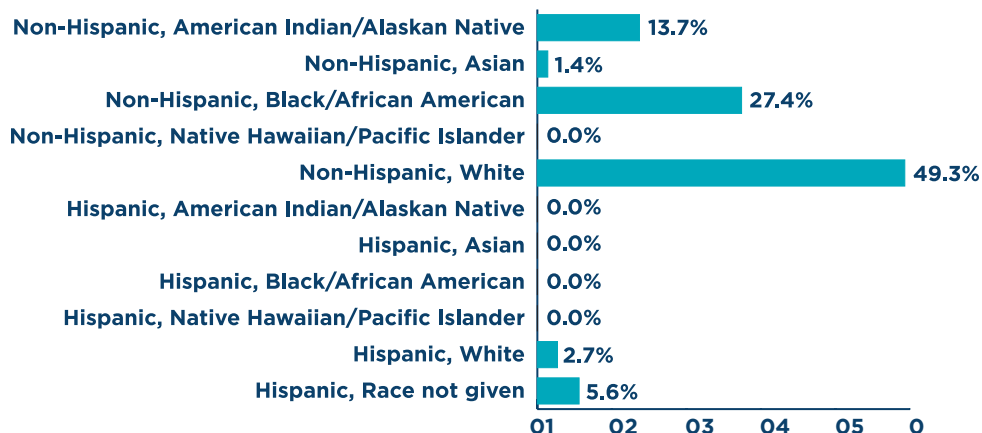 Non-Hispanic, American Indian/Alaskan Native 13.7%
Non-Hispanic, Asian 1.4%
Non-Hispanic, Black/African American 27.4%
Non-Hispanic, Native Hawaiian/Pacific Islander 0.0%
Non-Hispanic, White 49.3%
Hispanic, American Indian/Alaskan Native 0.0%
Hispanic, Asian 0.0%
Hispanic, Black/African American 0.0%
Hispanic, Native Hawaiian/Pacific Islander 0.0%
Hispanic, White 2.7%
Hispanic, Race not given 5.6%
01 02 03 04 05 0